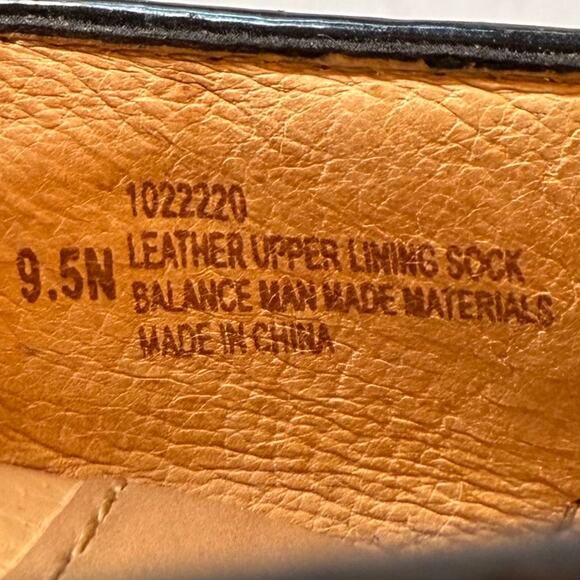 1022220
9.5N
LEATHER UPPER LINING SOCK
BALANCE MAN MADE MATERIALS
MADE IN CHINA